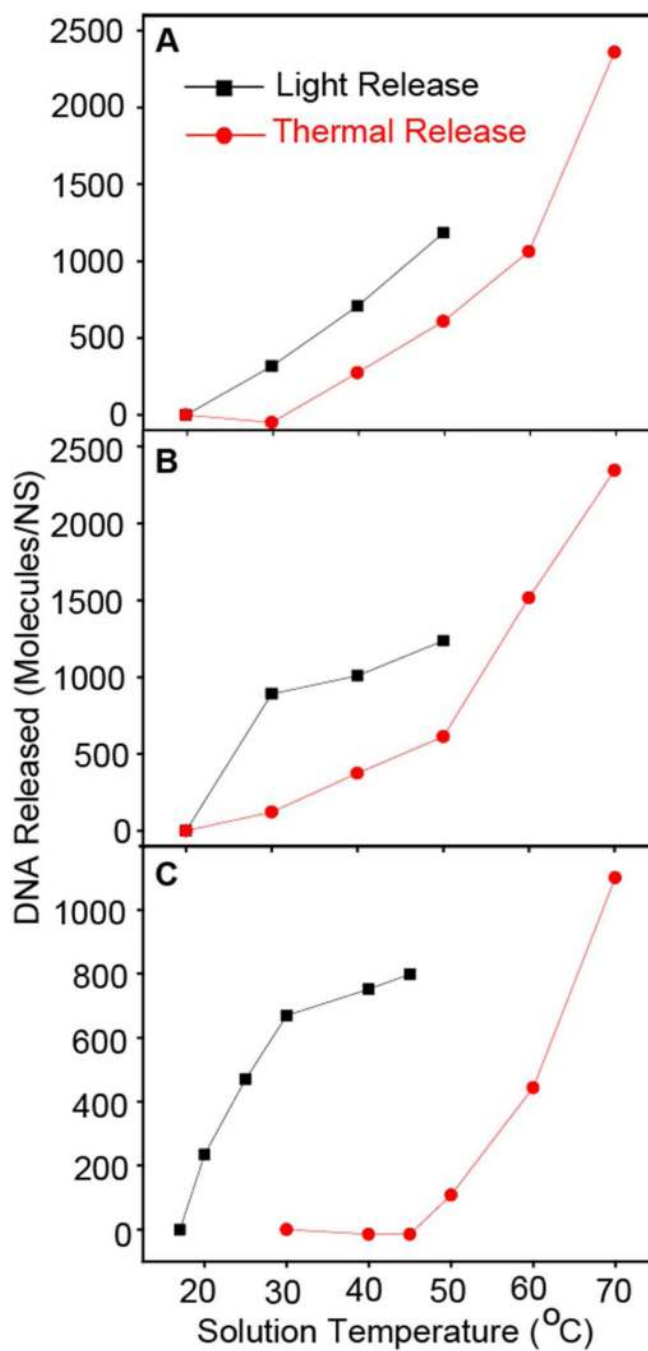 A
2500
2000
1500
1000
500
0
Light Release
Thermal Release
B
2500
2000
1500
1000
500
0
C
1000
800
600
400
200
0
DNA Released (Molecules/NS)
20 30 40 50 60 70
Solution Temperature (°C)